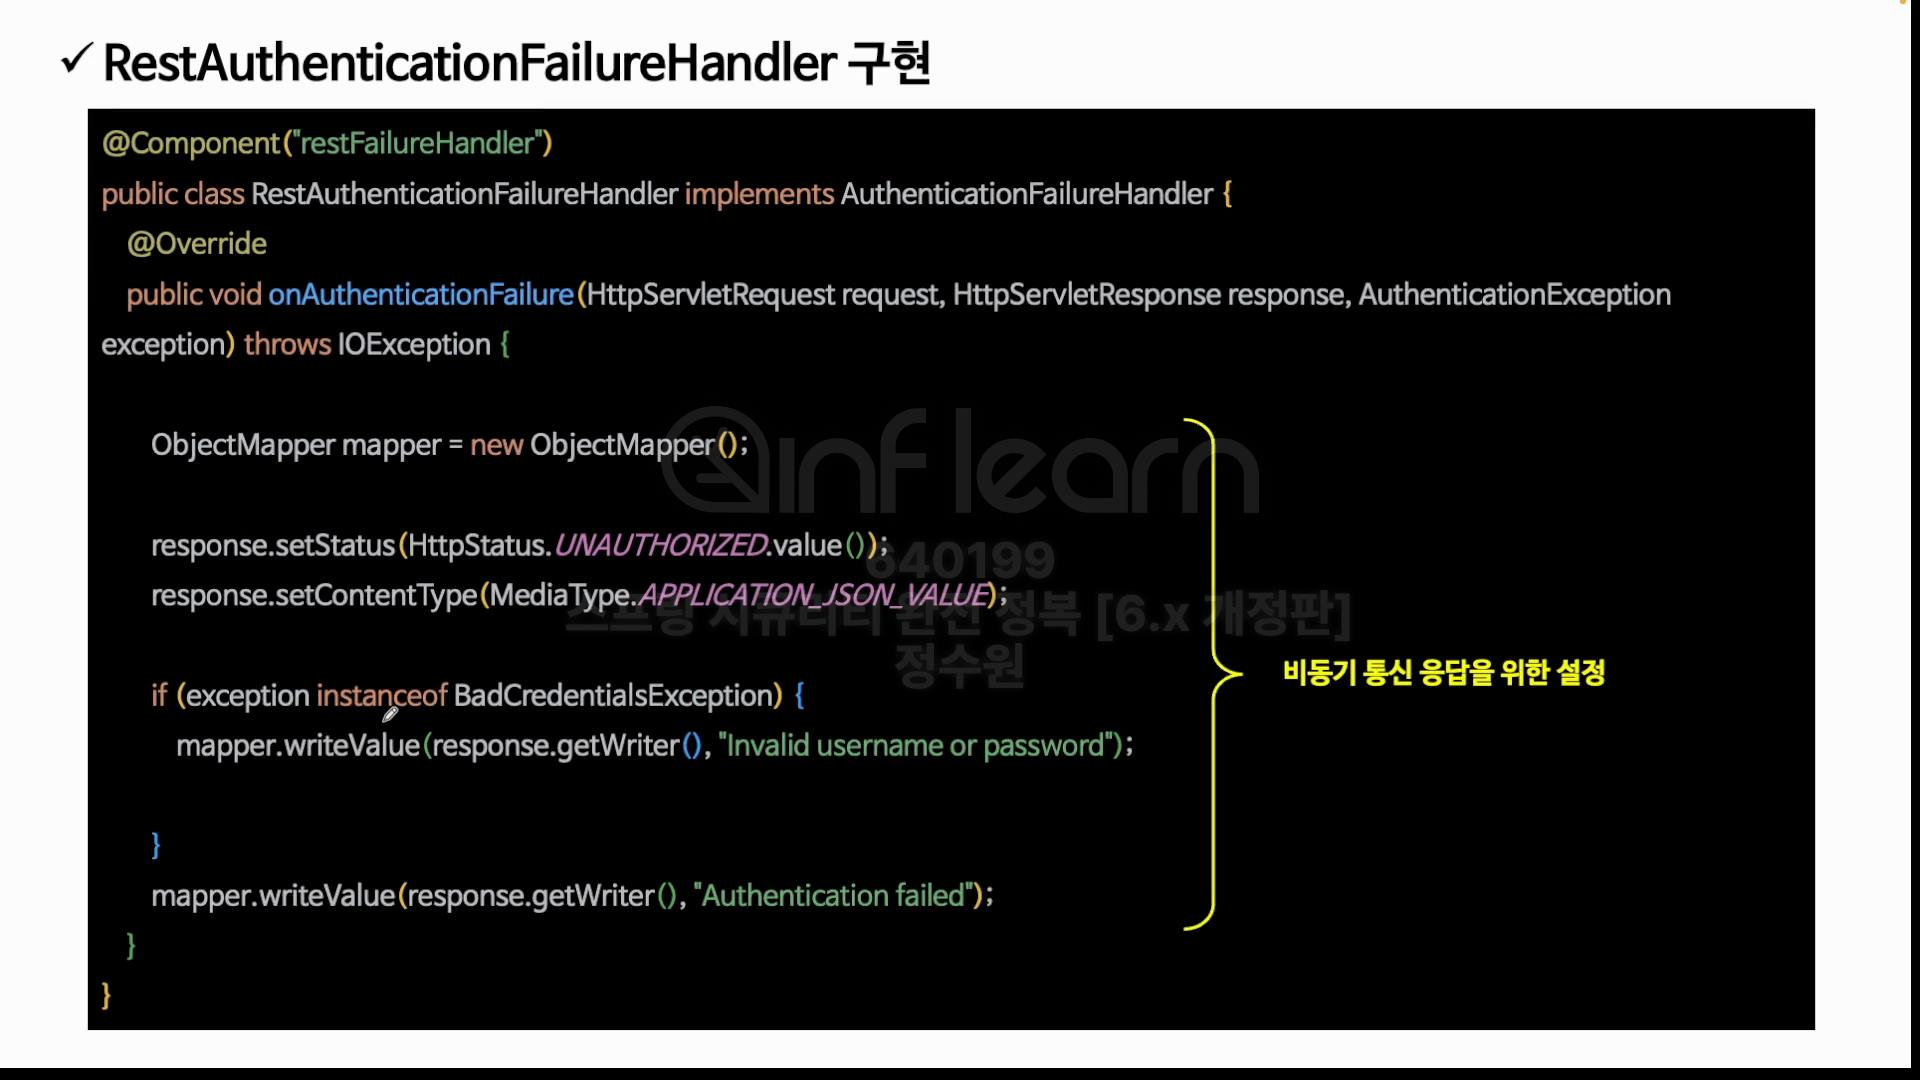 ✓ RestAuthenticationFailureHandler 구현
@Component("restFailureHandler")
public class RestAuthenticationFailureHandler implements AuthenticationFailureHandler {
@Override
public void onAuthenticationFailure(HttpServletRequest request, HttpServletResponse response, AuthenticationException
exception) throws IOException {
ObjectMapper mapper = new ObjectMapper();
response.setStatus(HttpStatus.UNAUTHORIZED.value());
response.setContentType(MediaType.APPLICATION_JSON_VALUE);
if (exception instanceof BadCredentialsException) {
mapper.writeValue(response.getWriter(), "Invalid username or password");
}
mapper.writeValue(response.getWriter(), "Authentication failed");
}
}
비동기 통신 응답을 위한 설정
inflearn
640199
스프링 시큐리티 완전 정복 [6.x 개정판]
정수원